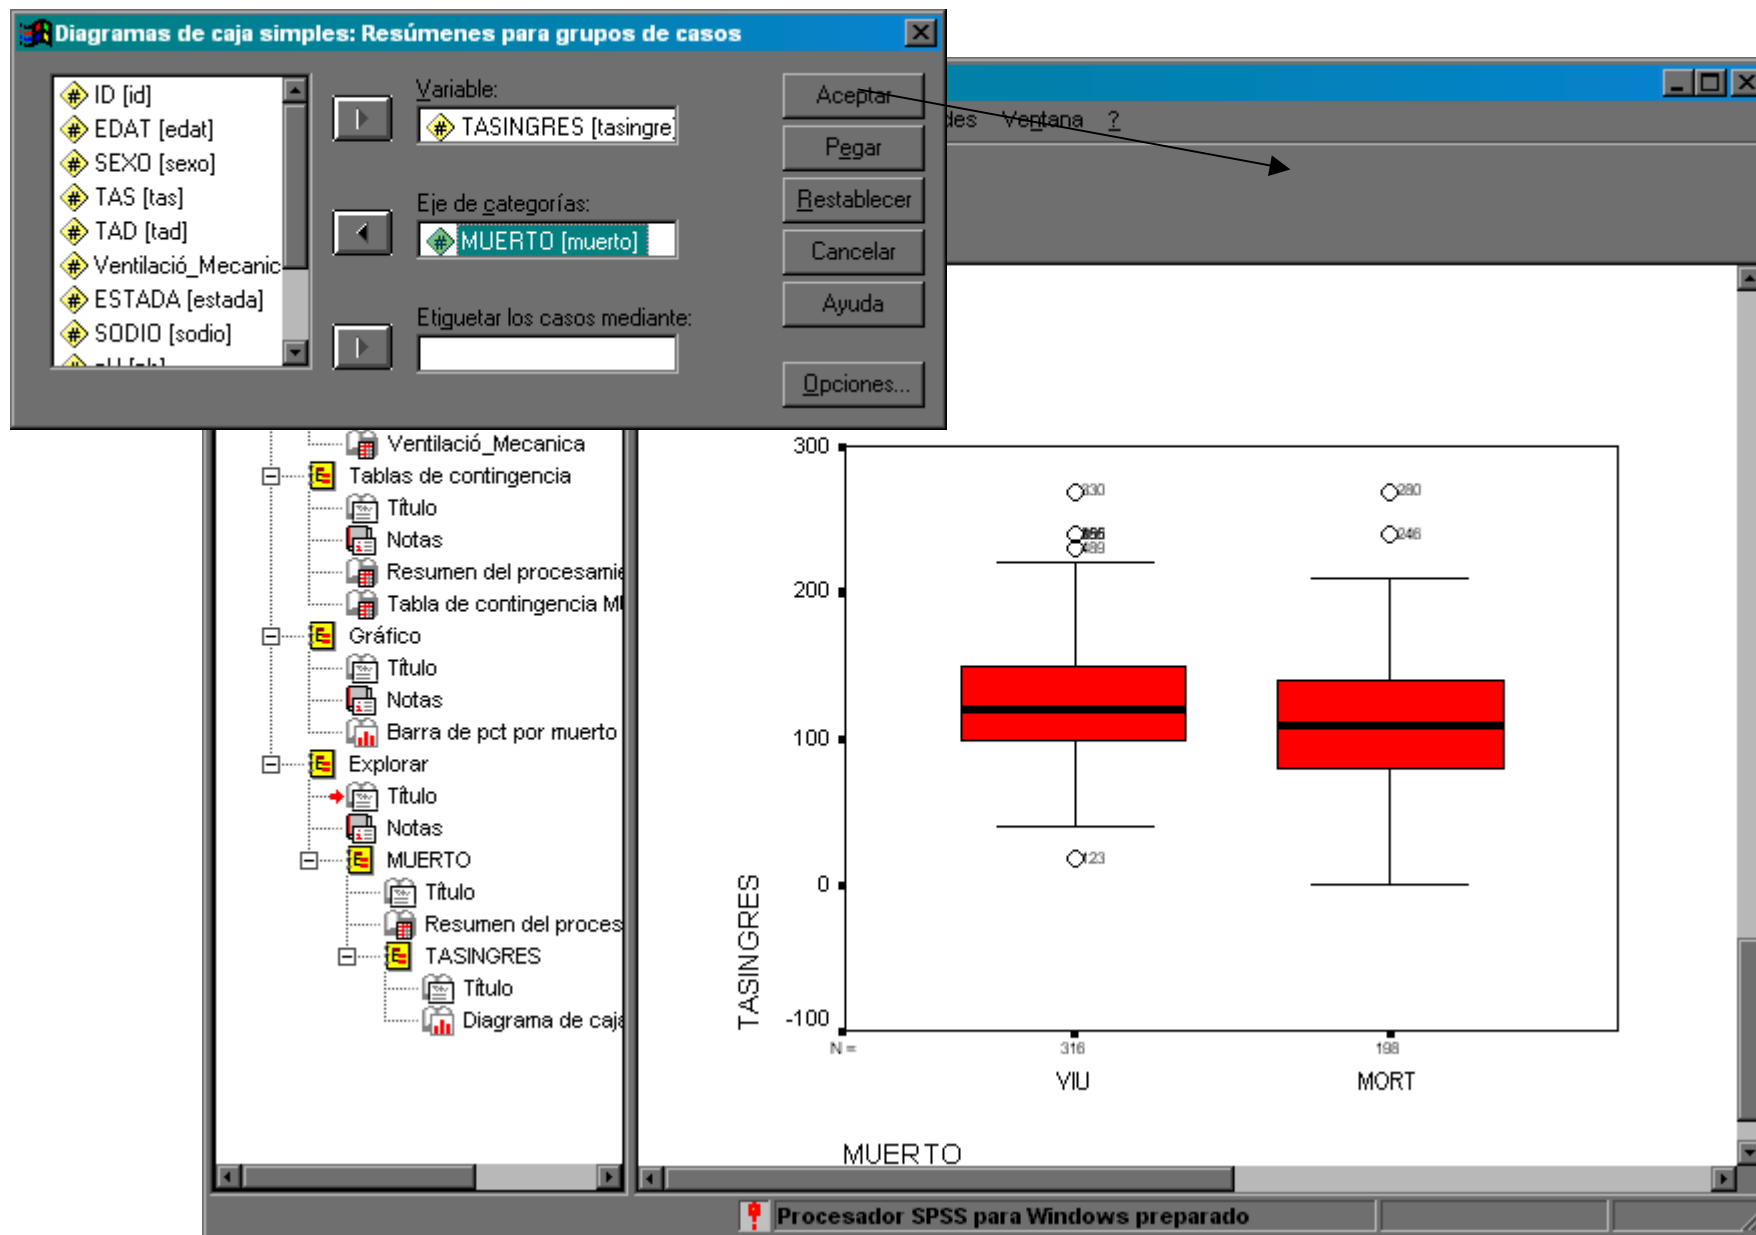 Diagramas de caja simples: Resúmenes para grupos de casos
ID [id]
EDAT [edat]
SEXO [sexo]
TAS [tas]
TAD [tad]
Ventilació_Mecanic
ESTADA [estada]
SODIO [sodio]
Variable:
TASINGRES [tasingre]
Eje de categorías:
MUERTO [muerto]
Etiquetar los casos mediante:
Aceptar
Pegar
Restablecer
Cancelar
Ayuda
Opciones...
des Ventana ?
Ventilació_Mecanica
Tablas de contingencia
Título
Notas
Resumen del procesamie
Tabla de contingencia M
Gráfico
Título
Notas
Barra de pct por muerto
Explorar
Título
Notas
MUERTO
Título
Resumen del proces
TASINGRES
Título
Diagrama de caja
300
200
100
0
-100
TASINGRES
330
489
123
280
246
N =
316
198
VIU
MORT
MUERTO
Procesador SPSS para Windows preparado